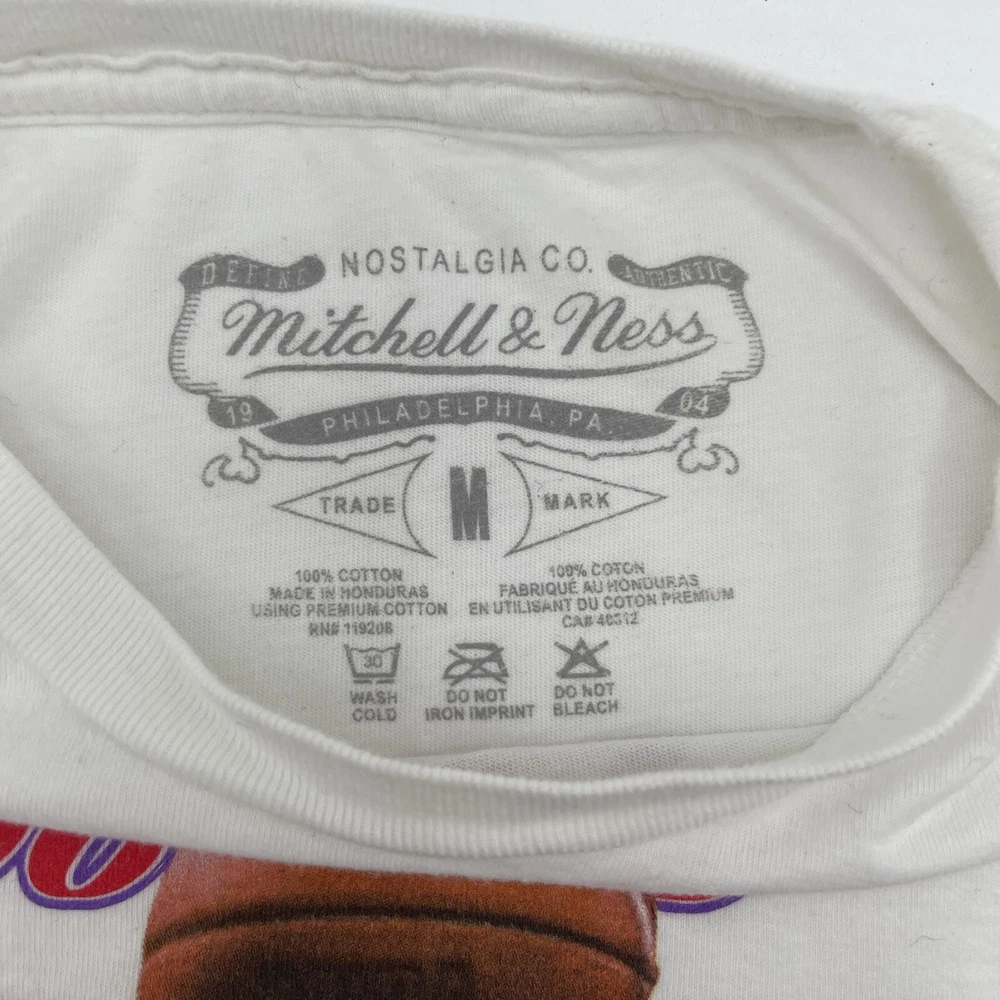 DEFINE NOSTALGIA CO. AUTHENTIC
Mitchell & Ness
19 PHILADELPHIA, PA. 04
TRADE M MARK
100% COTTON
MADE IN HONDURAS
USING PREMIUM COTTON
RN# 119208
100% COTON
FABRIQUÉ AU HONDURAS
EN UTILISANT DU COTON PREMIUM
CA# 40312
30
WASH
COLD
DO NOT
IRON IMPRINT
DO NOT
BLEACH